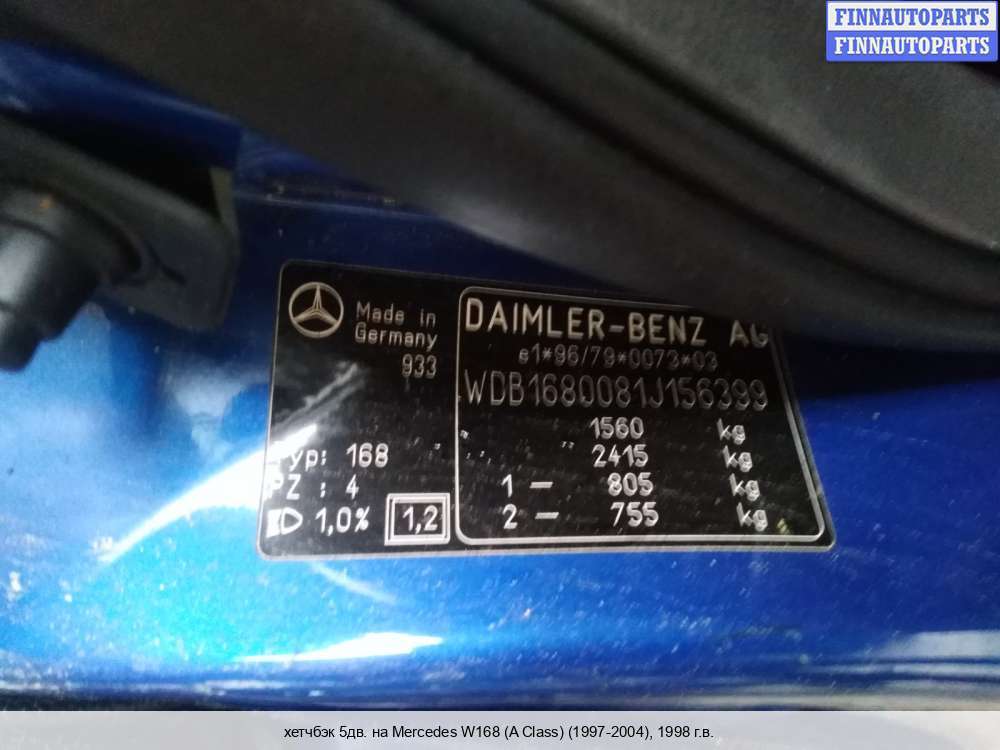 FINNAUTOPARTS
FINNAUTOPARTS
Made in
Germany
933
DAIMLER-BENZ AG
e1*96/79*0073*03
WDB1680081J156399
1560 kg
2415 kg
1 — 805 kg
2 — 755 kg
Typ: 168
PZ : 4
1,0% 1,2
хетчбэк 5дв. на Mercedes W168 (A Class) (1997-2004), 1998 г.в.